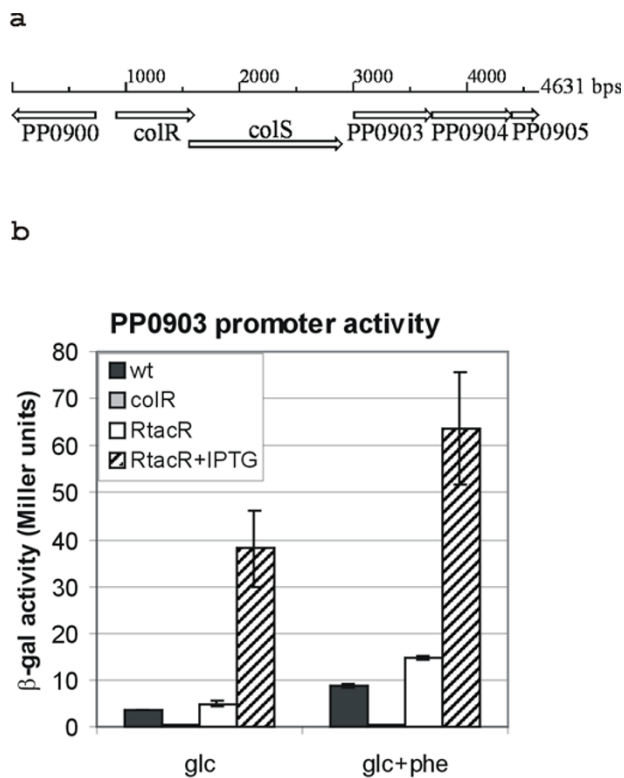 a
1000 2000 3000 4000 4631 bps
PP0900 colR colS PP0903 PP0904 PP0905
b
PP0903 promoter activity
80
70
60
50
40
30
20
10
0
β-gal activity (Miller units)
wt
colR
RtacR
RtacR+IPTG
glc glc+phe